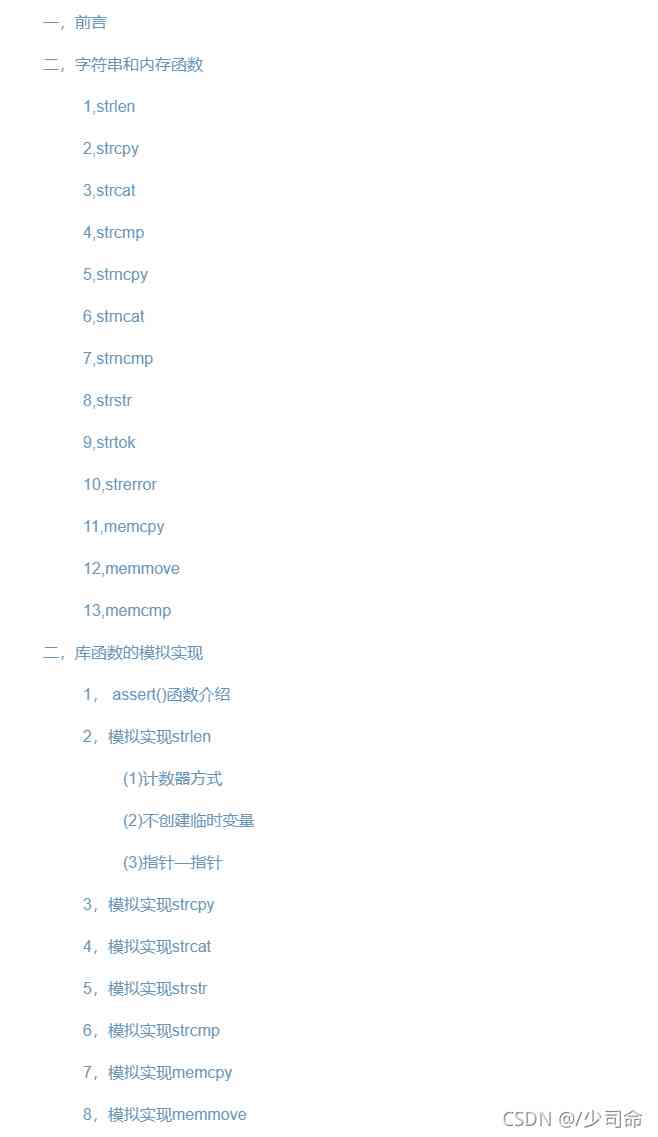 一，前言
二，字符串和内存函数
1,strlen
2,strcpy
3,strcat
4,strcmp
5,strncpy
6,strncat
7,strncmp
8,strstr
9,strtok
10,strerror
11,memcpy
12,memmove
13,memcmp
二，库函数的模拟实现
1， assert()函数介绍
2，模拟实现strlen
(1)计数器方式
(2)不创建临时变量
(3)指针—指针
3，模拟实现strcpy
4，模拟实现strcat
5，模拟实现strstr
6，模拟实现strcmp
7，模拟实现memcpy
8，模拟实现memmove
CSDN @/少司命